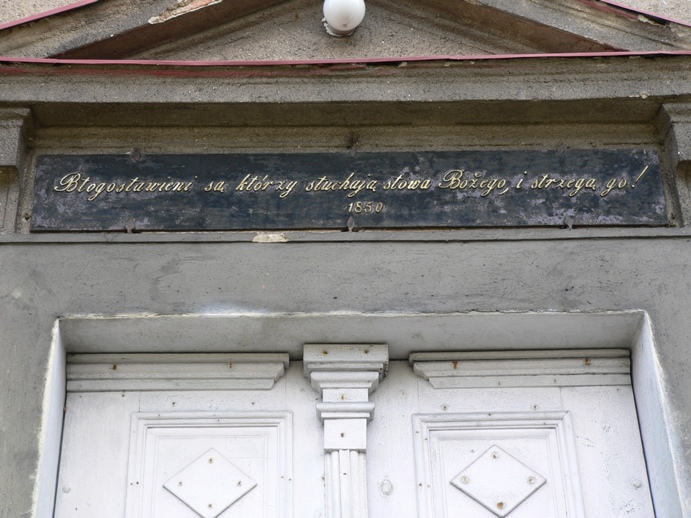 Błogosławieni są, którzy słuchają słowa Bożego, i strzegą go!
1850